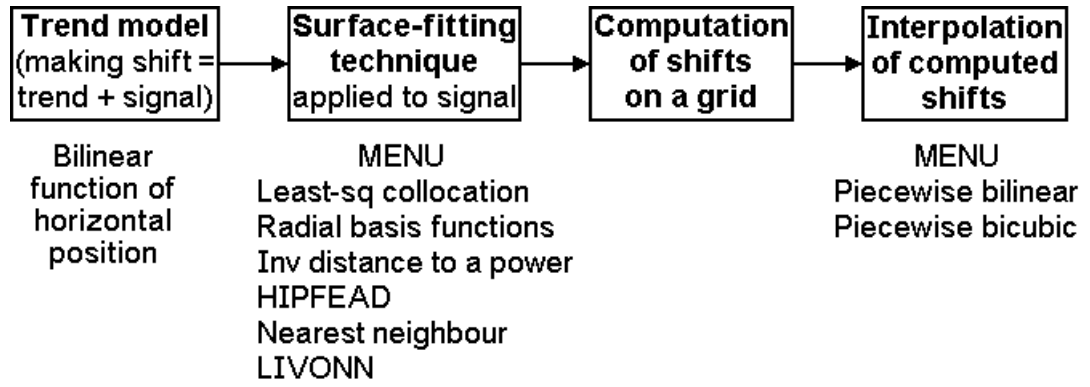 Trend model
(making shift =
trend + signal)
Bilinear
function of
horizontal
position
Surface-fitting
technique
applied to signal
MENU
Least-sq collocation
Radial basis functions
Inv distance to a power
HIPFEAD
Nearest neighbour
LIVONN
Computation
of shifts
on a grid
Interpolation
of computed
shifts
MENU
Piecewise bilinear
Piecewise bicubic